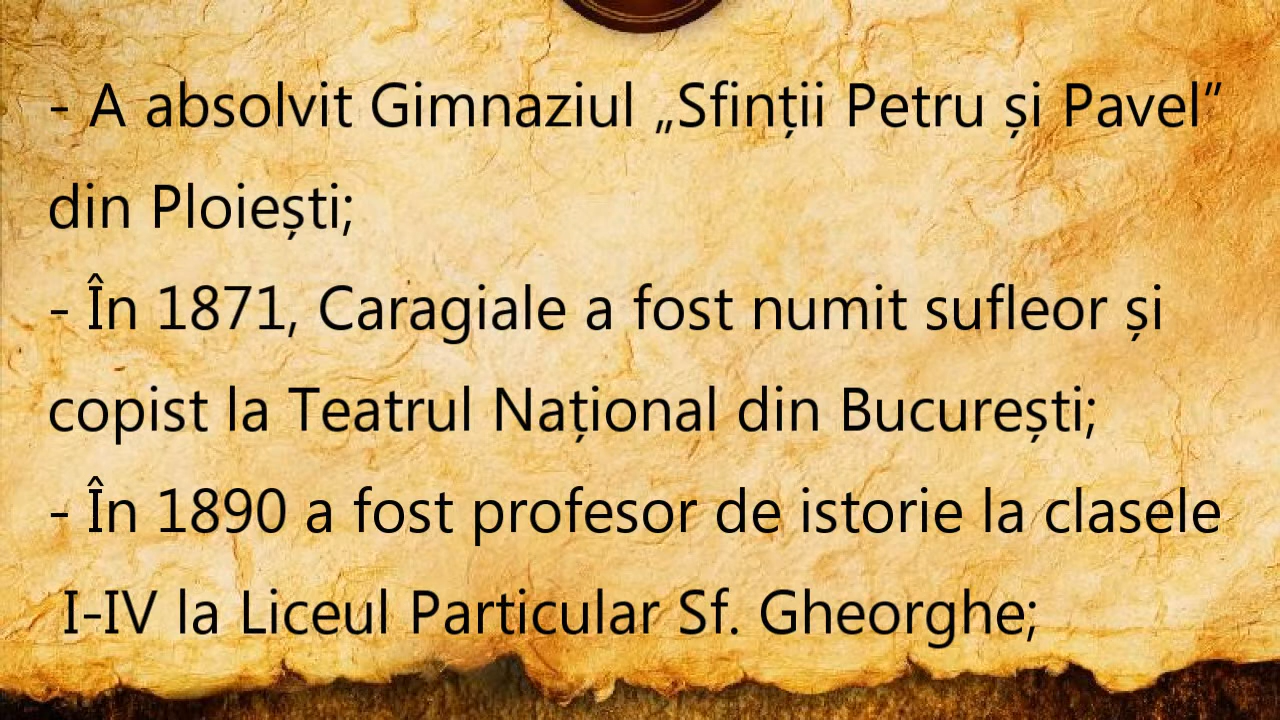 - A absolvit Gimnaziul „Sfinții Petru și Pavel”
din Ploiești;
- În 1871, Caragiale a fost numit sufleor și
copist la Teatrul Național din București;
- În 1890 a fost profesor de istorie la clasele
I-IV la Liceul Particular Sf. Gheorghe;